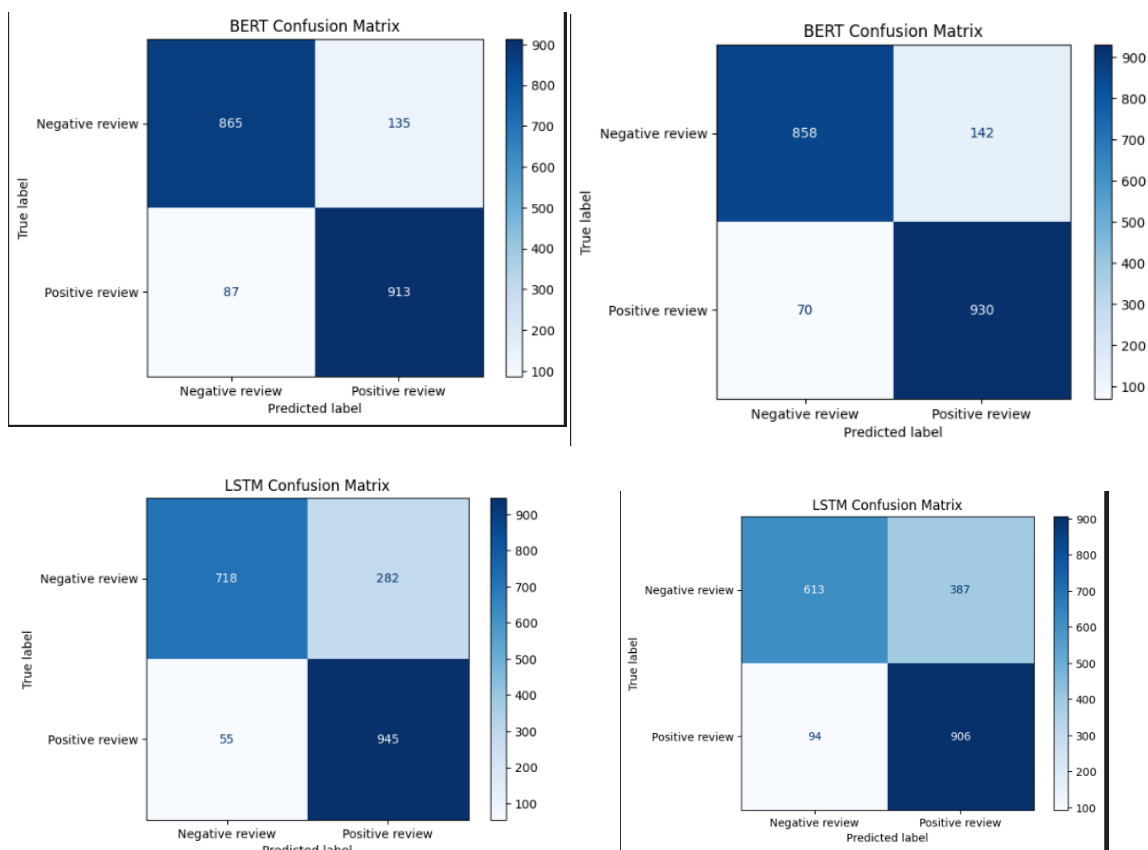 BERT Confusion Matrix
Negative review
865
135
Positive review
87
913
True label
Negative review
Positive review
Predicted label
900
800
700
600
500
400
300
200
100
BERT Confusion Matrix
Negative review
858
142
Positive review
70
930
True label
Negative review
Positive review
Predicted label
900
800
700
600
500
400
300
200
100
LSTM Confusion Matrix
Negative review
718
282
Positive review
55
945
True label
Negative review
Positive review
Predicted label
900
800
700
600
500
400
300
200
100
LSTM Confusion Matrix
Negative review
613
387
Positive review
94
906
True label
Negative review
Positive review
Predicted label
900
800
700
600
500
400
300
200
100